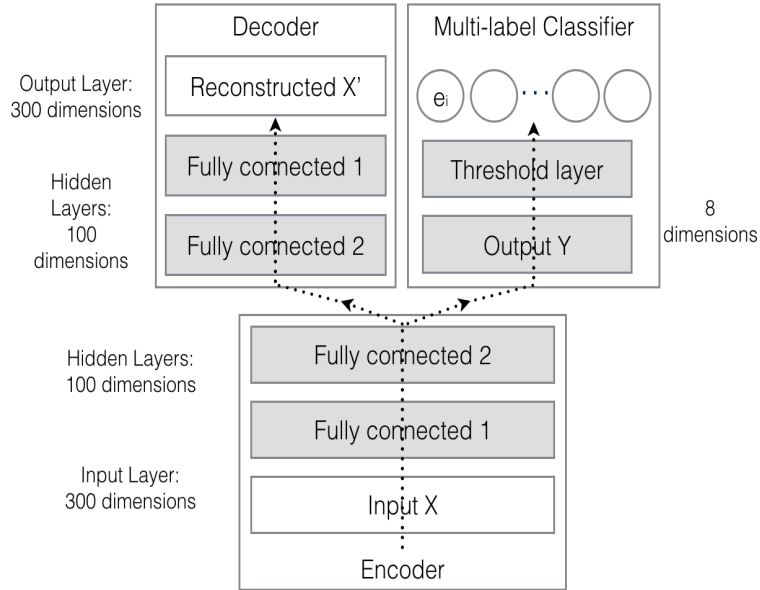 Decoder
Multi-label Classifier
Output Layer:
300 dimensions
Reconstructed X'
ei
Fully connected 1
Threshold layer
Hidden
Layers:
100
dimensions
Fully connected 2
Output Y
8
dimensions
Hidden Layers:
100 dimensions
Fully connected 2
Fully connected 1
Input Layer:
300 dimensions
Input X
Encoder